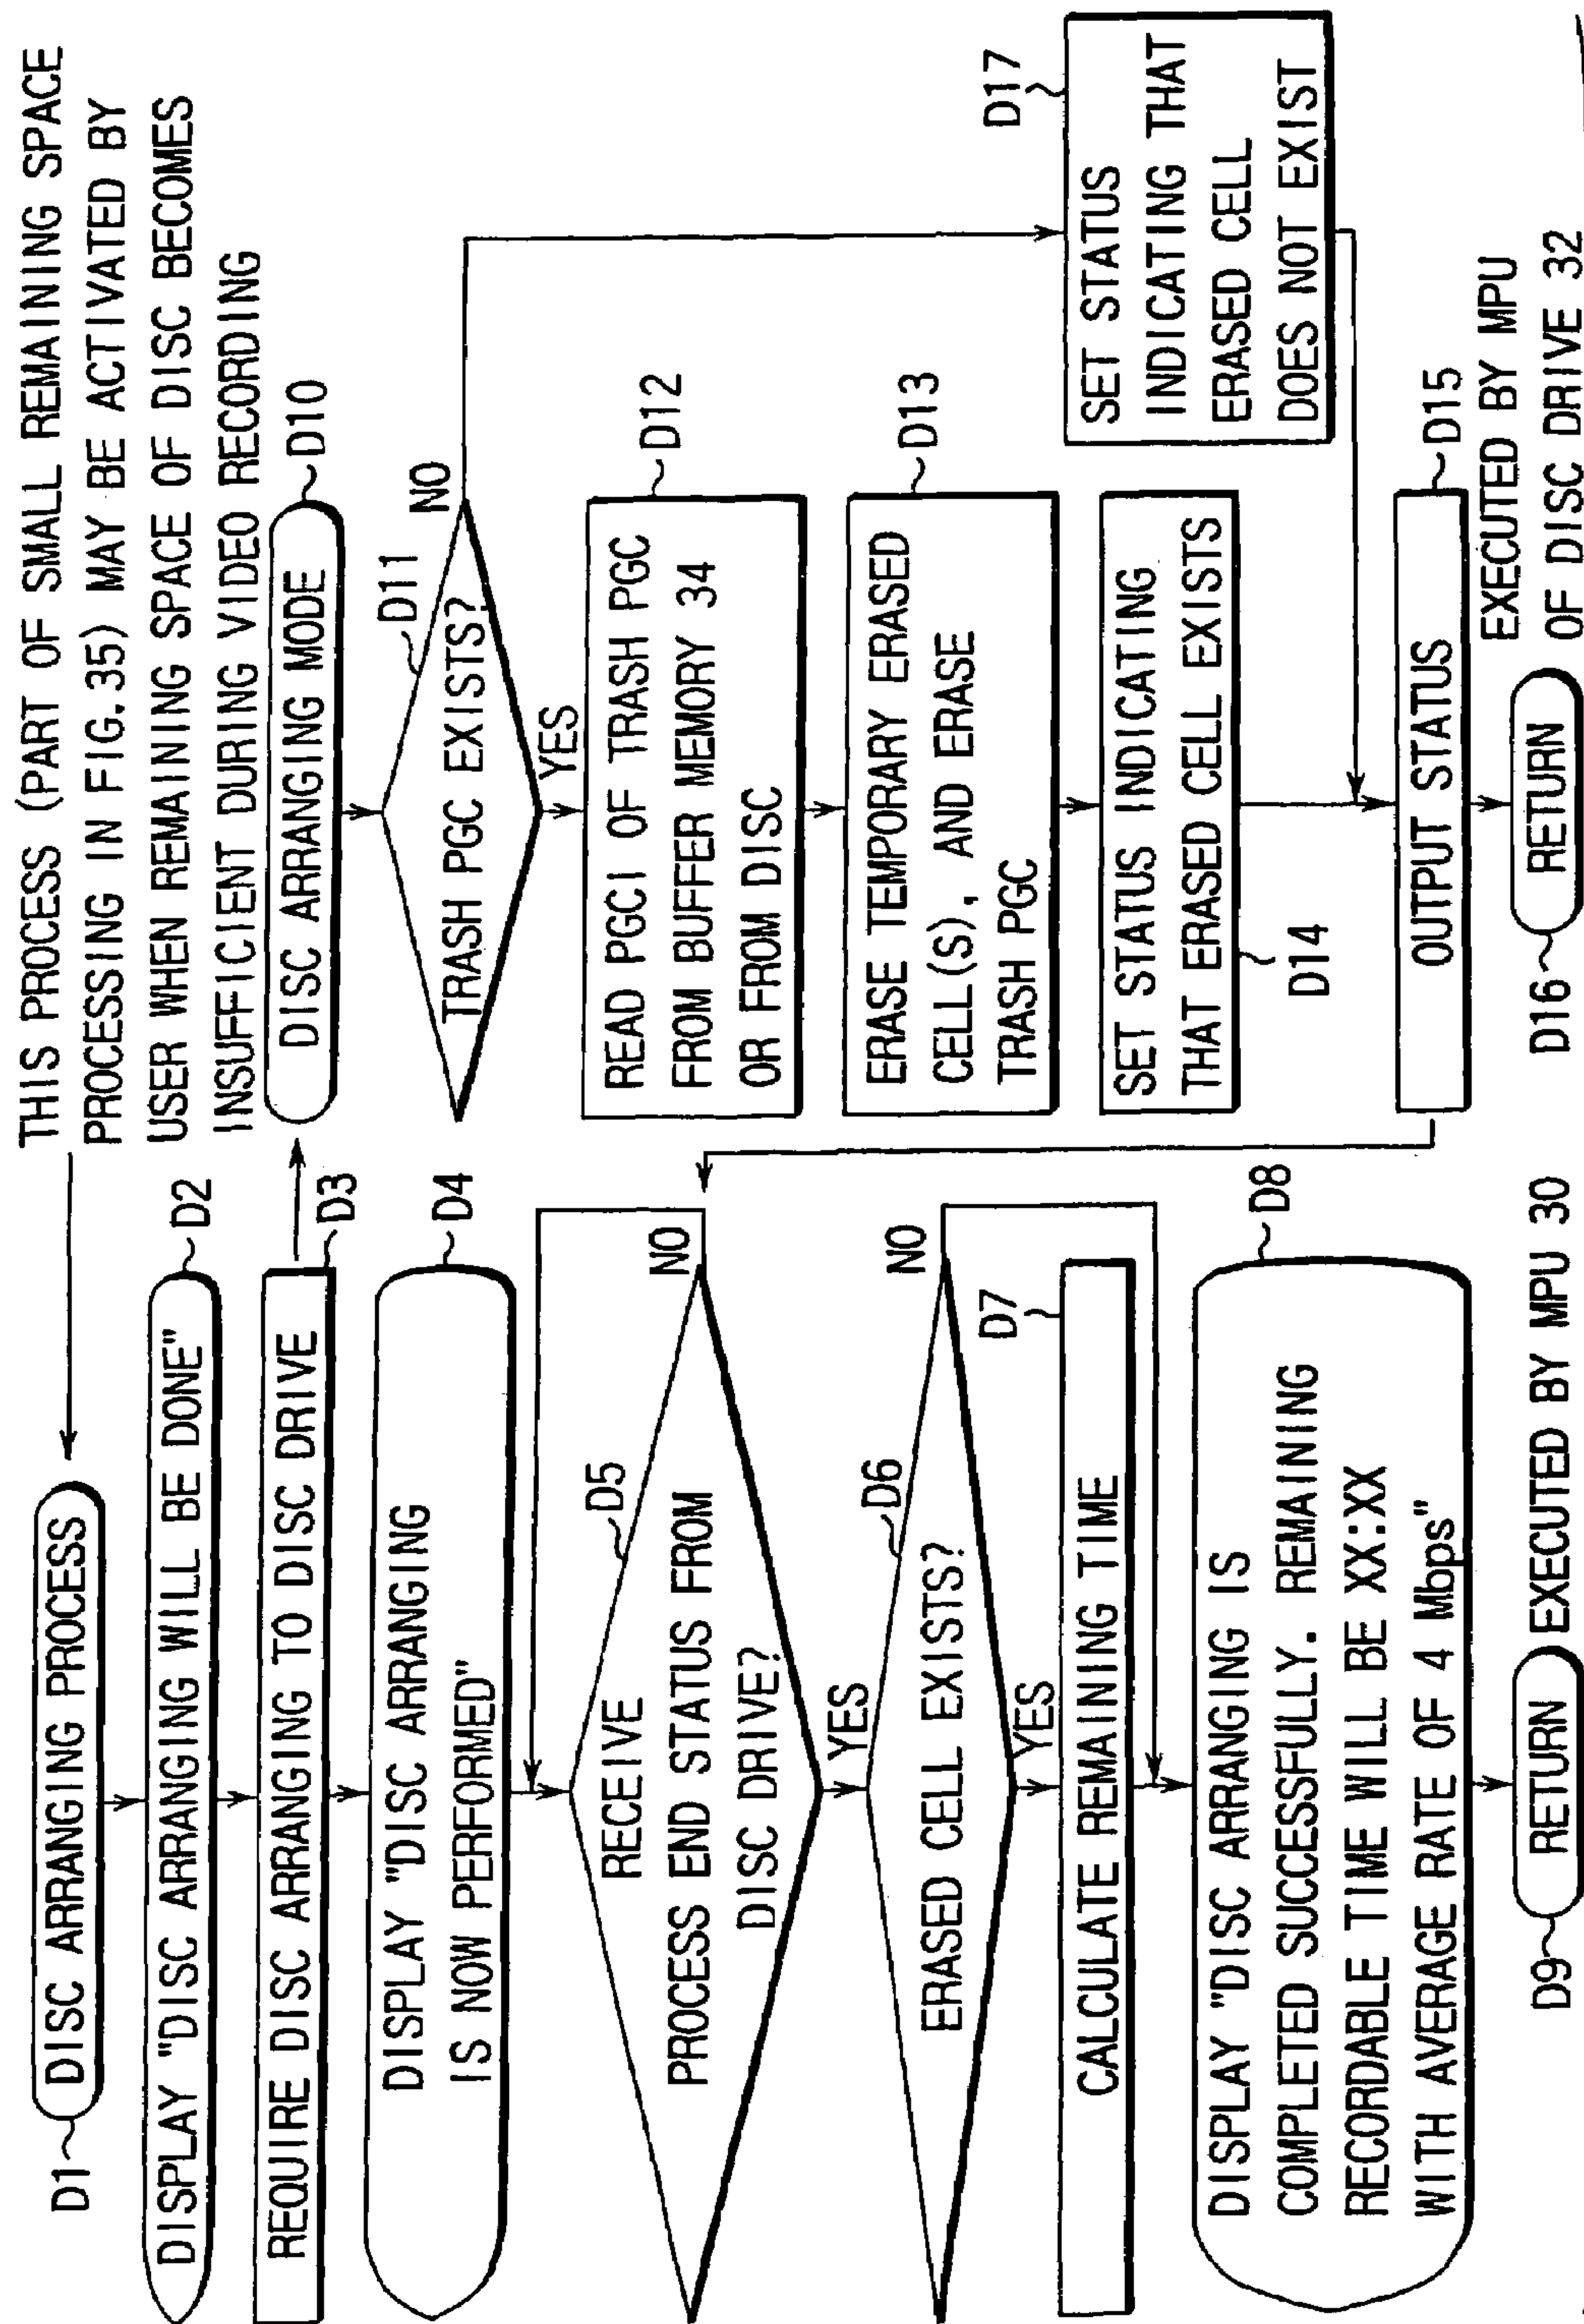 THIS PROCESS (PART OF SMALL REMAINING SPACE
PROCESSING IN FIG.35) MAY BE ACTIVATED BY
USER WHEN REMAINING SPACE OF DISC BECOMES
INSUFFICIENT DURING VIDEO RECORDING
D1
DISC ARRANGING PROCESS
DISPLAY "DISC ARRANGING WILL BE DONE"
D2
REQUIRE DISC ARRANGING TO DISC DRIVE
D3
DISPLAY "DISC ARRANGING
IS NOW PERFORMED"
D4
RECEIVE
PROCESS END STATUS FROM
DISC DRIVE?
D5
NO
YES
ERASED CELL EXISTS?
D6
NO
YES
CALCULATE REMAINING TIME
D7
DISPLAY "DISC ARRANGING IS
COMPLETED SUCCESSFULLY. REMAINING
RECORDABLE TIME WILL BE XX:XX
WITH AVERAGE RATE OF 4 Mbps"
D8
D9
RETURN
EXECUTED BY MPU 30
DISC ARRANGING MODE
D10
D11
TRASH PGC EXISTS?
NO
YES
READ PGCI OF TRASH PGC
FROM BUFFER MEMORY 34
OR FROM DISC
D12
ERASE TEMPORARY ERASED
CELL(S), AND ERASE
TRASH PGC
D13
SET STATUS INDICATING
THAT ERASED CELL EXISTS
D14
SET STATUS
INDICATING THAT
ERASED CELL
DOES NOT EXIST
D17
OUTPUT STATUS
D15
D16
RETURN
EXECUTED BY MPU
OF DISC DRIVE 32